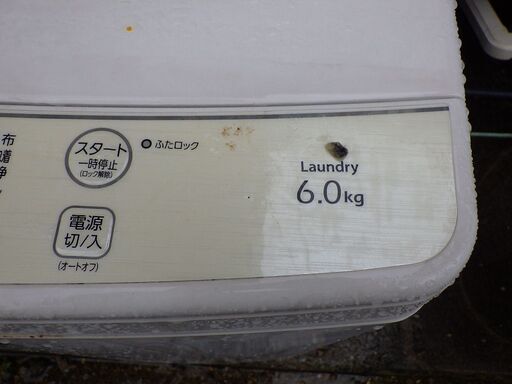 布
スタート
一時停止
(ロック解除)
ふたロック
電源
切/入
(オートオフ)
Laundry
6.0kg